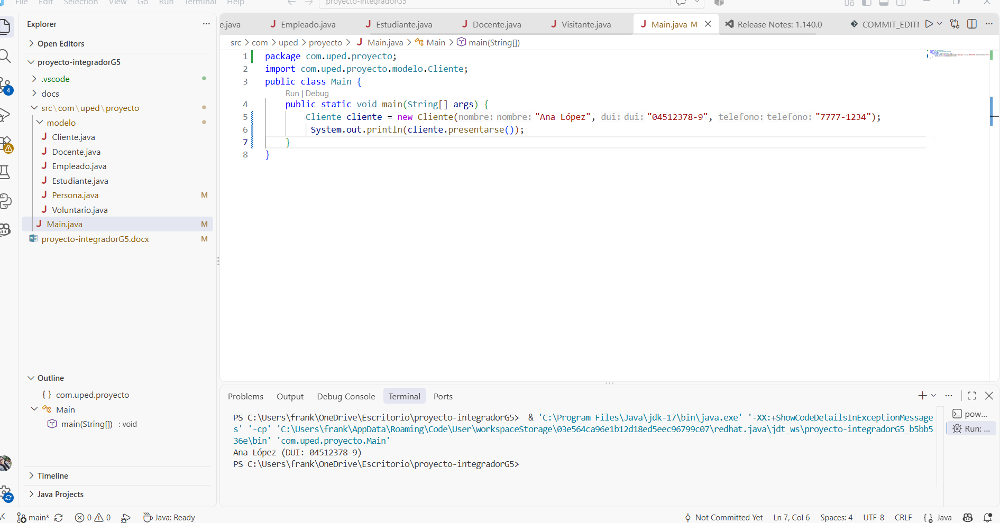 File Edit Selection View Go Run Terminal Help
proyecto-integradorG5
Explorer
Open Editors
proyecto-integradorG5
.vscode
docs
src\com\uped\proyecto
modelo
Cliente.java
Docente.java
Empleado.java
Estudiante.java
Persona.java M
Voluntario.java
Main.java M
proyecto-integradorG5.docx M
Outline
{ } com.uped.proyecto
Main
main(String[]) : void
Timeline
Java Projects
4
e.java Empleado.java Estudiante.java Docente.java Visitante.java Main.java M Release Notes: 1.140.0
src > com > uped > proyecto > Main.java > Main > main(String[])
1 package com.uped.proyecto;
2 import com.uped.proyecto.modelo.Cliente;
3 public class Main {
Run | Debug
4 public static void main(String[] args) {
5 Cliente cliente = new Cliente(nombre: nombre: "Ana López", dui: dui: "04512378-9", telefono: telefono: "7777-1234");
6 System.out.println(cliente.presentarse());
7 }
8 }
Problems Output Debug Console Terminal Ports
PS C:\Users\frank\OneDrive\Escritorio\proyecto-integradorG5> & 'C:\Program Files\Java\jdk-17\bin\java.exe' '-XX:+ShowCodeDetailsInExceptionMessage
s' '-cp' 'C:\Users\frank\AppData\Roaming\Code\User\workspaceStorage\03e564ca96e1b12d18ed5eec96799c07\redhat.java\jdt_ws\proyecto-integradorG5_b5bb5
36e\bin' 'com.uped.proyecto.Main'
Ana López (DUI: 04512378-9)
PS C:\Users\frank\OneDrive\Escritorio\proyecto-integradorG5>
pow...
Run: ...
main* 0 0 Java: Ready Not Committed Yet Ln 7, Col 6 Spaces: 4 UTF-8 CRLF { } Java